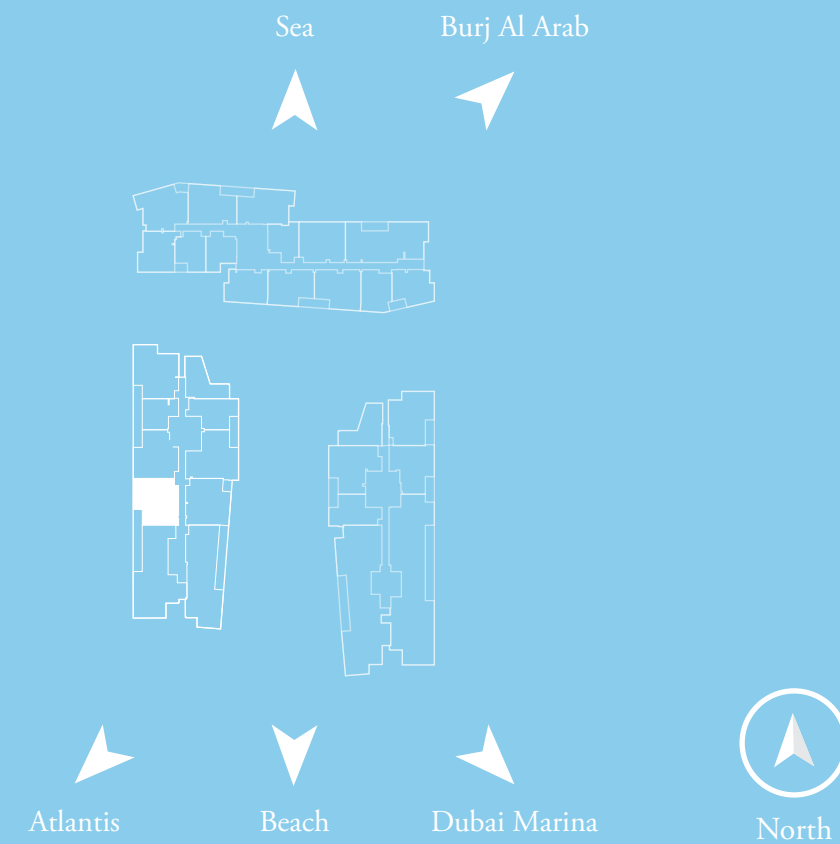 Sea
Burj Al Arab
Atlantis
Beach
Dubai Marina
North